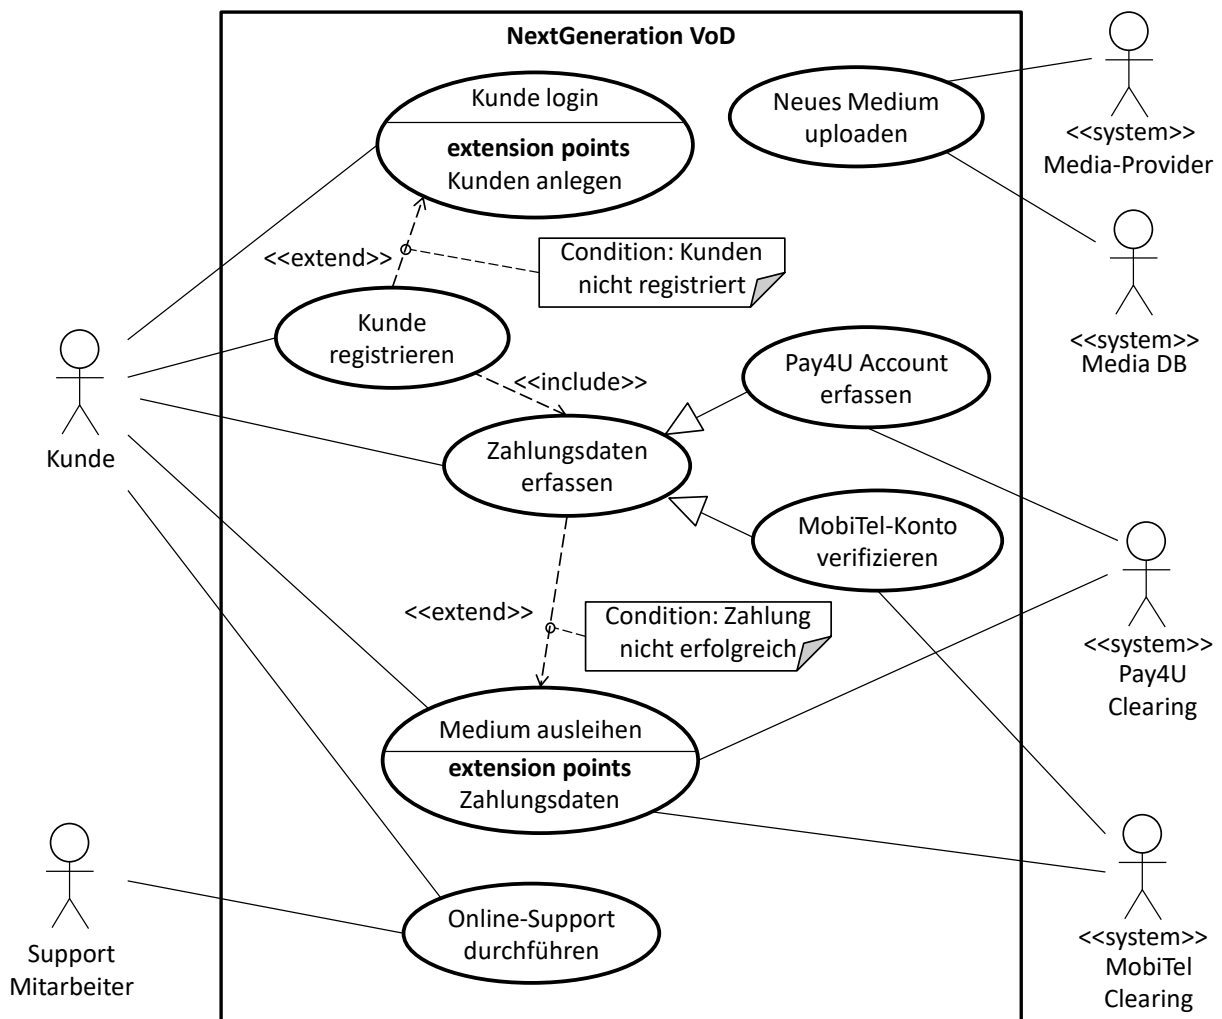 NextGeneration VoD
Kunde login
extension points
Kunden anlegen
Neues Medium
uploaden
<<system>>
Media-Provider
<<extend>>
Condition: Kunden
nicht registriert
Kunde
registrieren
<<system>>
Media DB
<<include>>
Pay4U Account
erfassen
Kunde
Zahlungsdaten
erfassen
MobiTel-Konto
verifizieren
<<extend>>
Condition: Zahlung
nicht erfolgreich
<<system>>
Pay4U
Clearing
Medium ausleihen
extension points
Zahlungsdaten
Online-Support
durchführen
Support
Mitarbeiter
<<system>>
MobiTel
Clearing